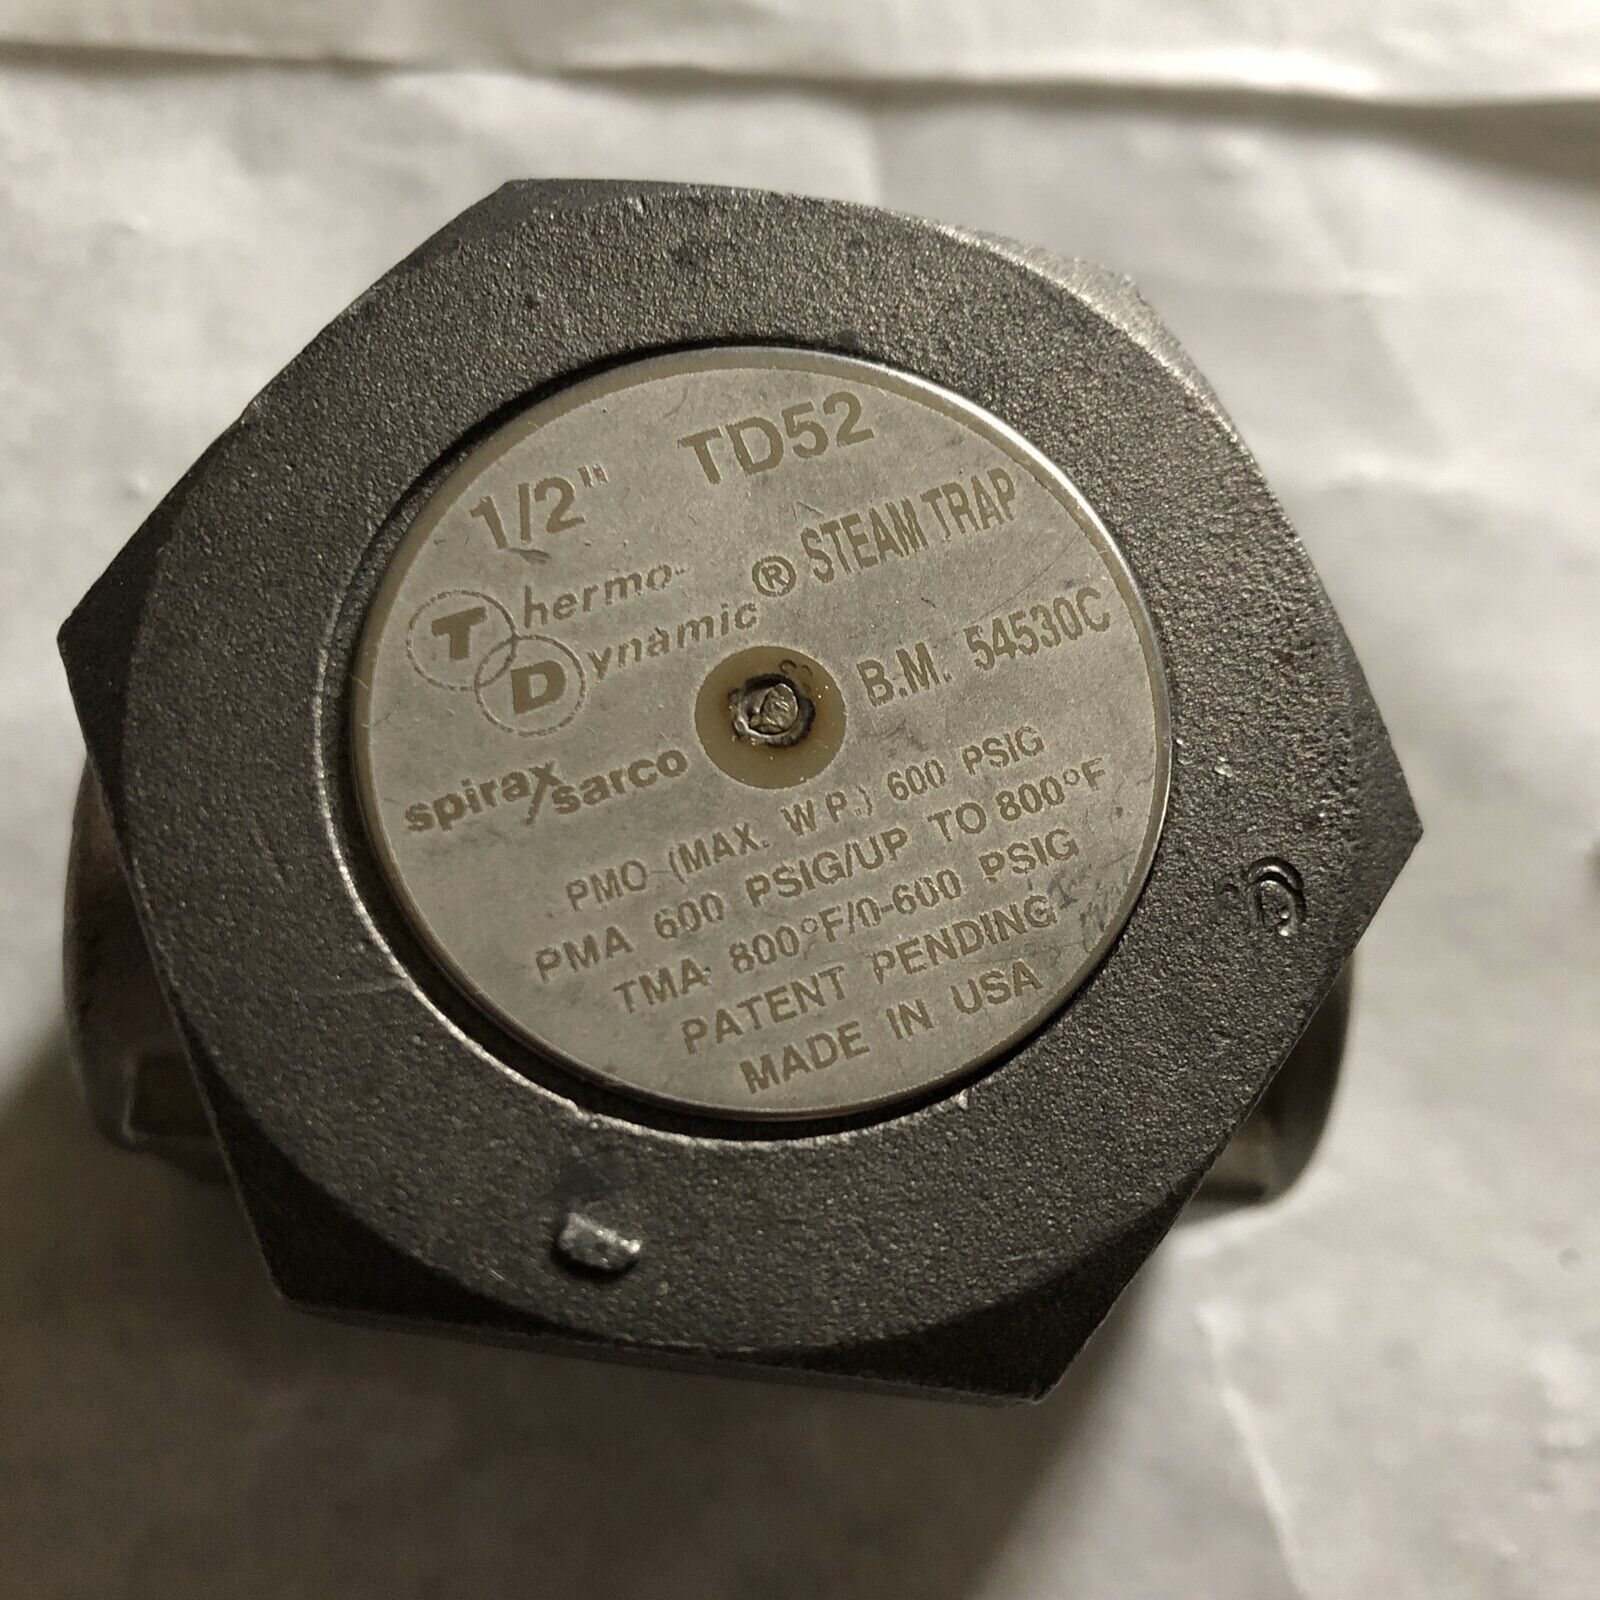 1/2" TD52
Thermo-
Dynamic® STEAM TRAP
spirax/sarco B.M. 54530C
PMO (MAX. W.P.) 600 PSIG
PMA 600 PSIG/UP TO 800°F
TMA 800°F/0-600 PSIG
PATENT PENDING
MADE IN USA